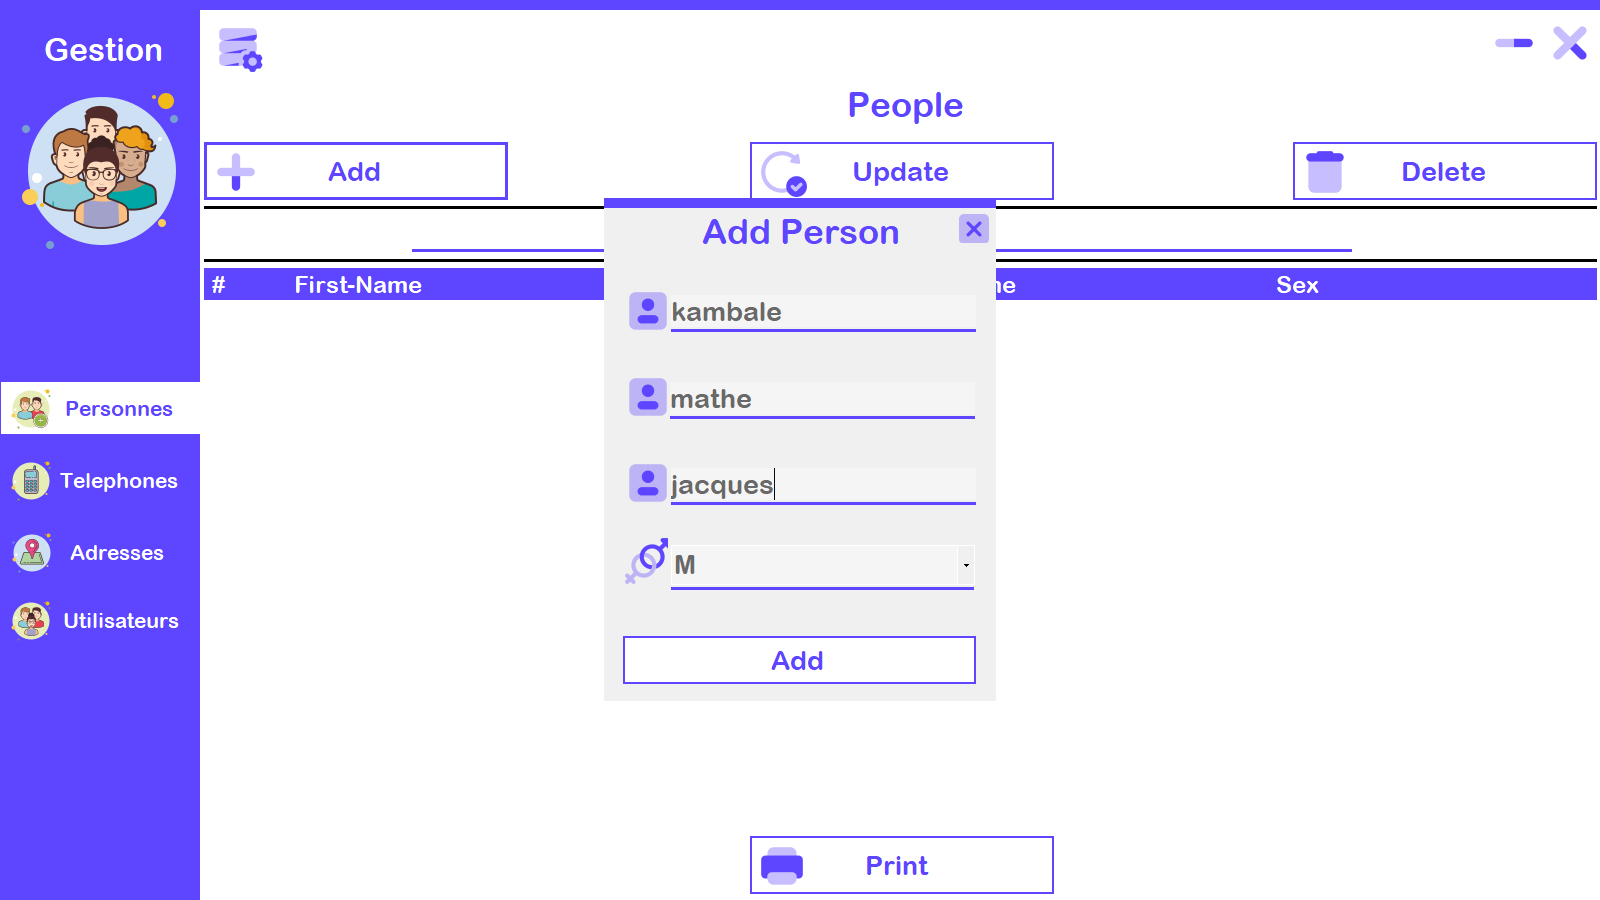 Gestion
People
Add
Update
Delete
Add Person
# First-Name
Sex
kambale
mathe
jacques
M
Add
Personnes
Telephones
Adresses
Utilisateurs
Print